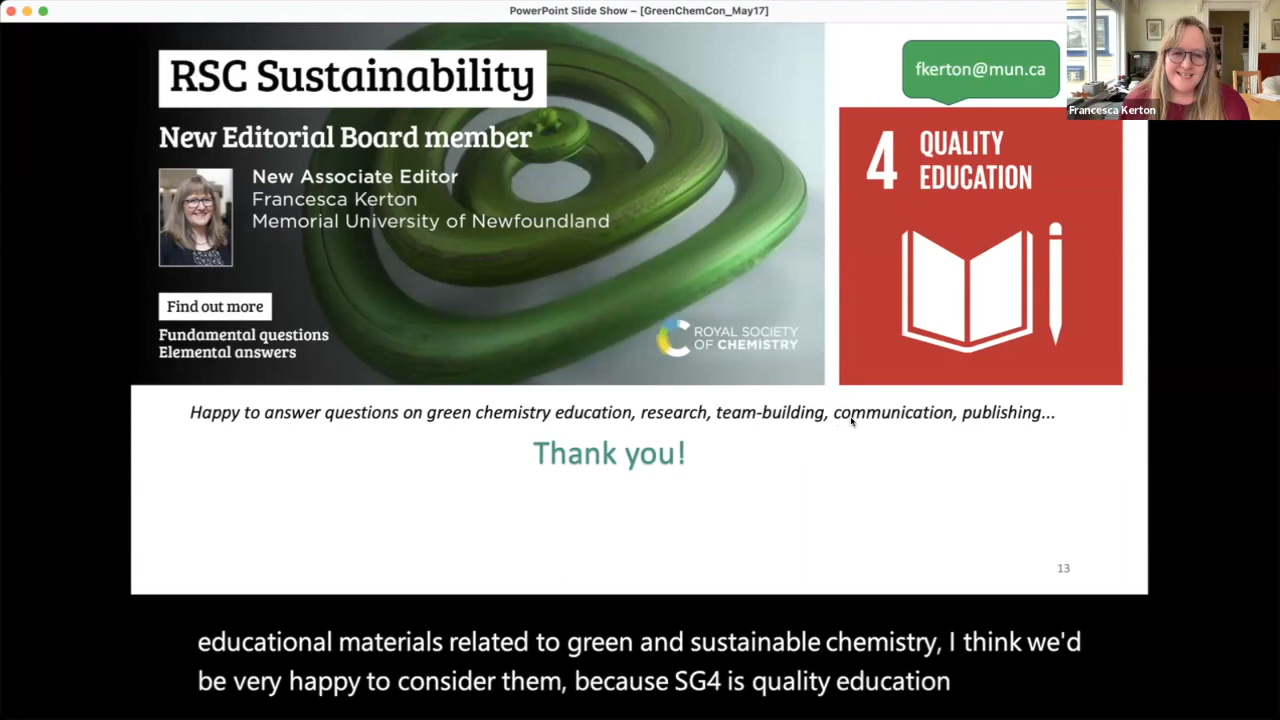 PowerPoint Slide Show – [GreenChemCon_May17]
RSC Sustainability
New Editorial Board member
New Associate Editor
Francesca Kerton
Memorial University of Newfoundland
Find out more
Fundamental questions
Elemental answers
ROYAL SOCIETY
OF CHEMISTRY
fkerton@mun.ca
Francesca Kerton
4 QUALITY
EDUCATION
Happy to answer questions on green chemistry education, research, team-building, communication, publishing...
Thank you!
13
educational materials related to green and sustainable chemistry, I think we'd
be very happy to consider them, because SG4 is quality education